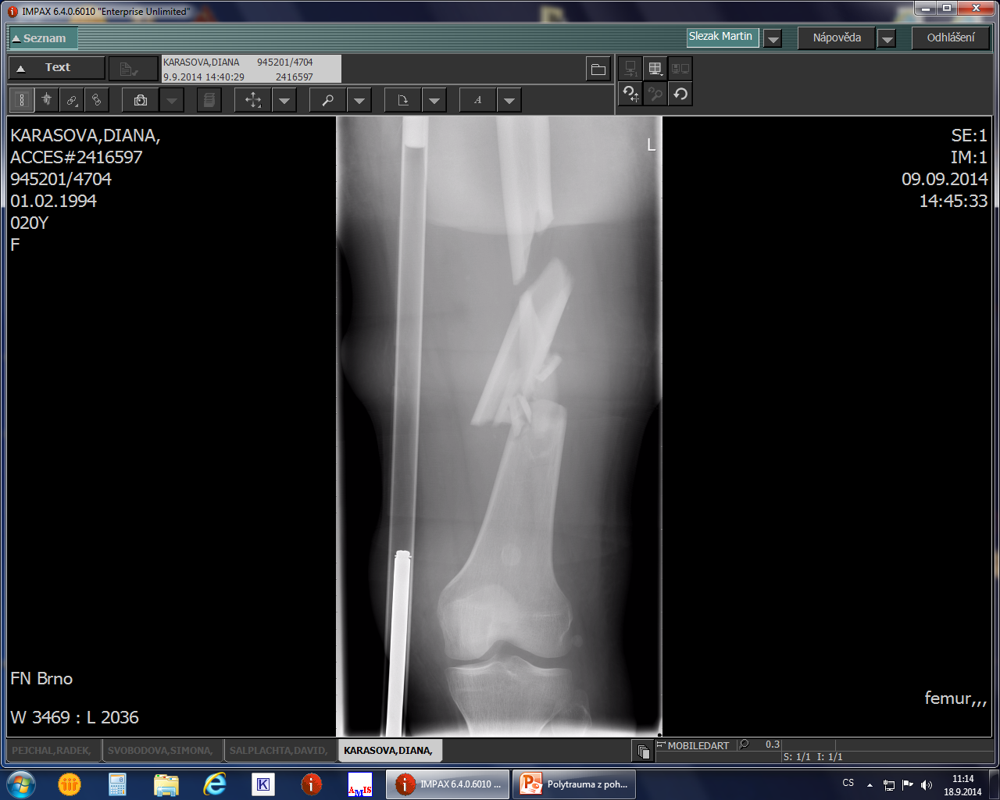 IMPAX 6.4.0.6010 "Enterprise Unlimited"
Seznam
Slezak Martin
Nápověda
Odhlášení
Text
KARASOVA,DIANA 945201/4704
9.9.2014 14:40:29 2416597
A
KARASOVA,DIANA,
ACCES#2416597
945201/4704
01.02.1994
020Y
F
L
SE:1
IM:1
09.09.2014
14:45:33
FN Brno
W 3469 : L 2036
femur,,,
PEJCHAL,RADEK,
SVOBODOVA,SIMONA,
SALPLACHTA,DAVID,
KARASOVA,DIANA,
MOBILEDART
0.3
S: 1/1 I: 1/1
K
AMIS
IMPAX 6.4.0.6010 ...
Polytrauma z poh...
CS
11:14
18.9.2014